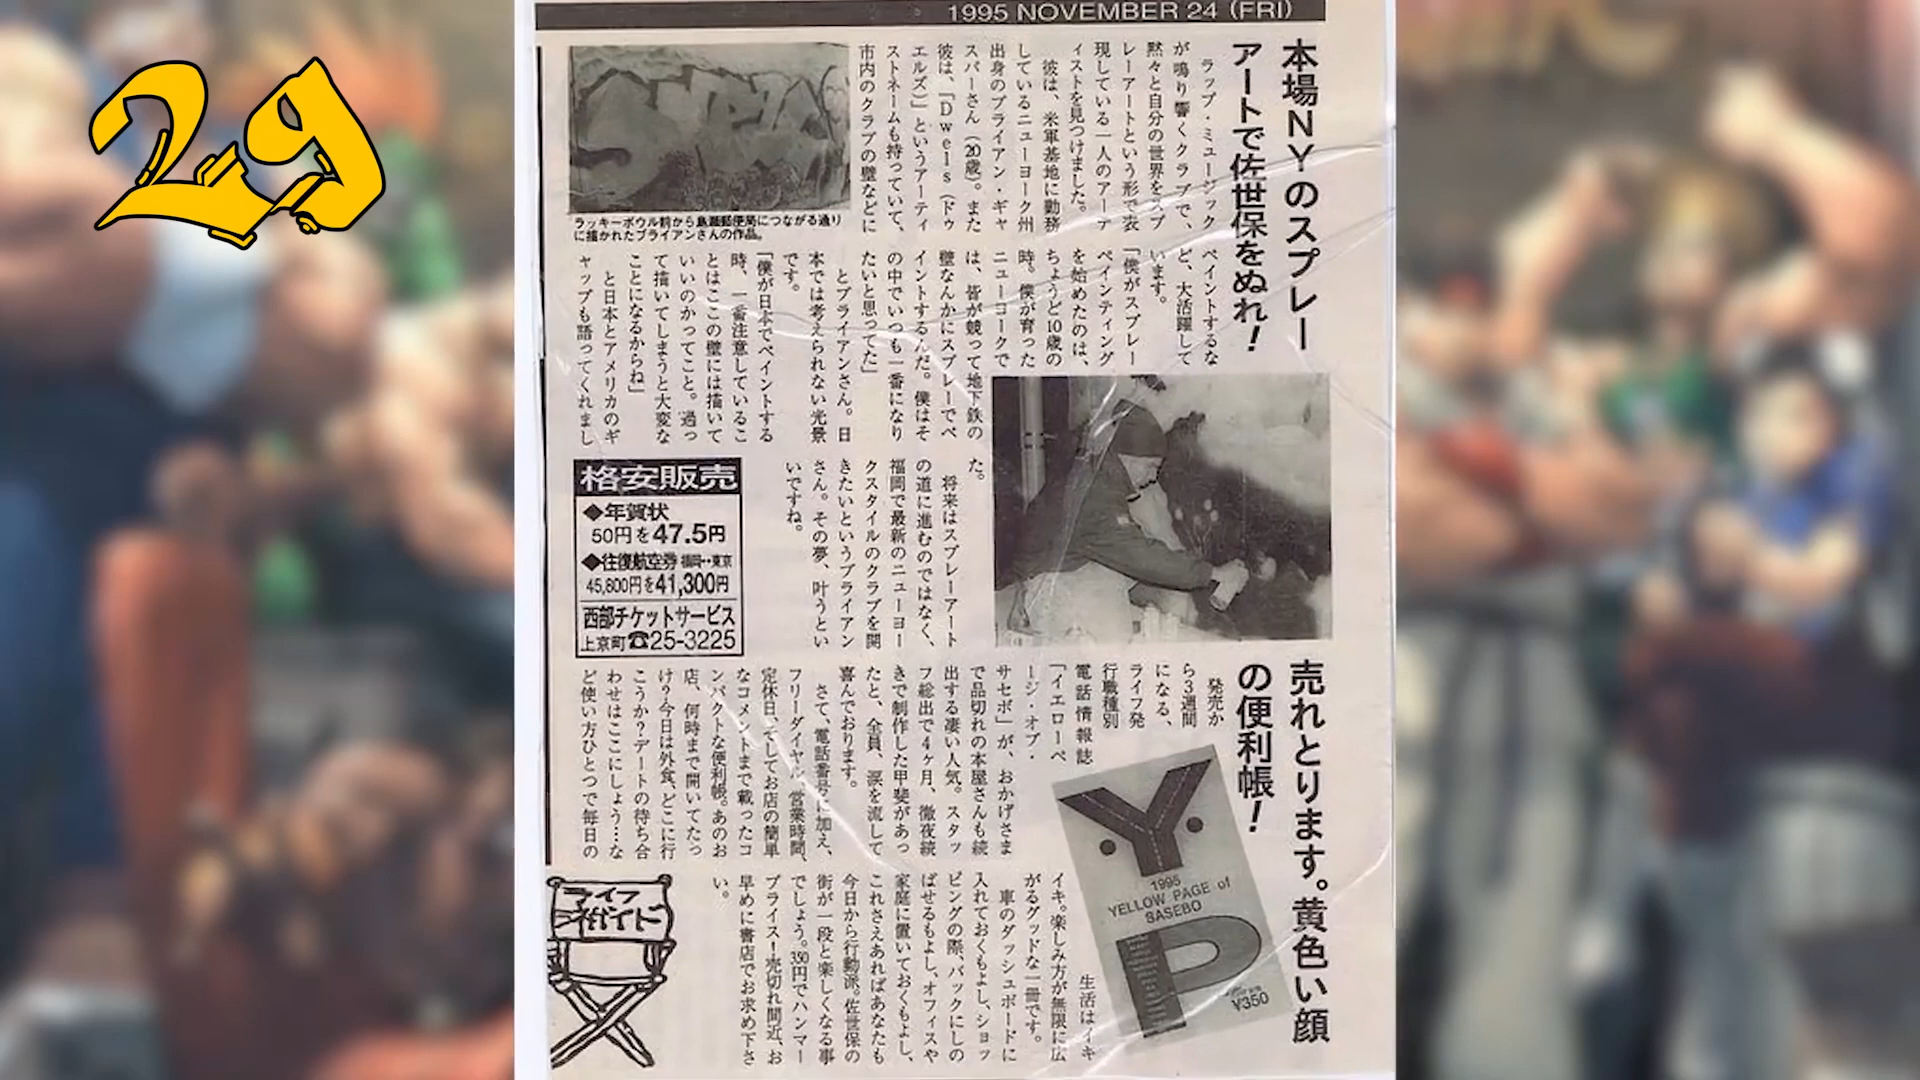 29
1995 NOVEMBER 24 (FRI)
本場NYのスプレー
アートで佐世保をぬれ!
ラップ・ミュージック
が鳴り響くクラブで、
黙々と自分の世界をスプ
レーアートという形で表
現している一人のアーテ
ィストを見つけました。
彼は、米軍基地に勤務
しているニューヨーク州
出身のブライアン・ギャ
スパーさん(20歳)。また
彼は、「Dwels(ドゥ
エルズ)」というアーティ
ストネームも持っていて、
市内のクラブの壁などに
ラッキーボウル前から島瀬郵便局につながる通り
に描かれたブライアンさんの作品。
ペイントするな
ど、大活躍して
います。
「僕がスプレー
ペインティング
を始めたのは、
ちょうど10歳の
時。僕が育った
ニューヨークで
は、皆が競って地下鉄の
壁なんかにスプレーでペ
イントするんだ。僕はそ
の中でいつも一番になり
たいと思ってた」
とブライアンさん。日
本では考えられない光景
です。
「僕が日本でペイントする
時、一番注意しているこ
とはここの壁には描いて
いいのかってこと。過っ
て描いてしまうと大変な
ことになるからね」
と日本とアメリカのギ
ャップも語ってくれまし
た。
将来はスプレーアート
の道に進むのではなく、
福岡で最新のニューヨー
クスタイルのクラブを開
きたいというブライアン
さん。その夢、叶うとい
いですね。
格安販売
◆年賀状
50円を47.5円
◆往復航空券 福岡↔東京
45,800円を41,300円
西部チケットサービス
上京町☎25-3225
売れとります。黄色い顔
の便利帳!
発売か
ら3週間
になる、
ライフ発
行職種別
電話情報誌
「イエローペ
ージ・オブ・
サセボ」が、おかげさま
で品切れの本屋さんも続
出する凄い人気。スタッ
フ総出で4ヶ月、徹夜続
きで制作した甲斐があっ
たと、全員、涙を流して
喜んでおります。
さて、電話番号に加え、
フリーダイヤル、営業時間、
定休日、そしてお店の簡単
なコメントまで載ったコ
ンパクトな便利帳。あのお
店、何時まで開いてたっ
け?今日は外食、どこに行
こうか?デートの待ち合
わせはここにしょう…な
ど使い方ひとつで毎日の
生活はイキ
イキ。楽しみ方が無限に広
がるグッドな一冊です。
車のダッシュボードに
入れておくもよし、ショッ
ピングの際、バックにしの
ばせるもよし、オフィスや
家庭に置いておくもよし、
これさえあればあなたも
今日から行動派。佐世保の
街が一段と楽しくなる事
でしょう。350円でハンマー
プライス!売切れ間近、お
早めに書店でお求め下さ
い。
Y
1995
YELLOW PAGE of
SASEBO
P
¥350
ライフ